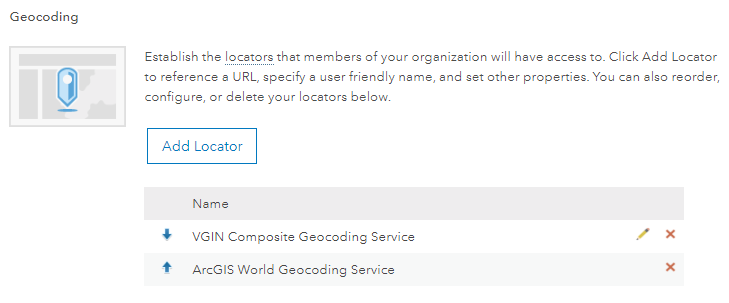 Geocoding
Establish the locators that members of your organization will have access to. Click Add Locator
to reference a URL, specify a user friendly name, and set other properties. You can also reorder,
configure, or delete your locators below.
Add Locator
Name
VGIN Composite Geocoding Service
ArcGIS World Geocoding Service